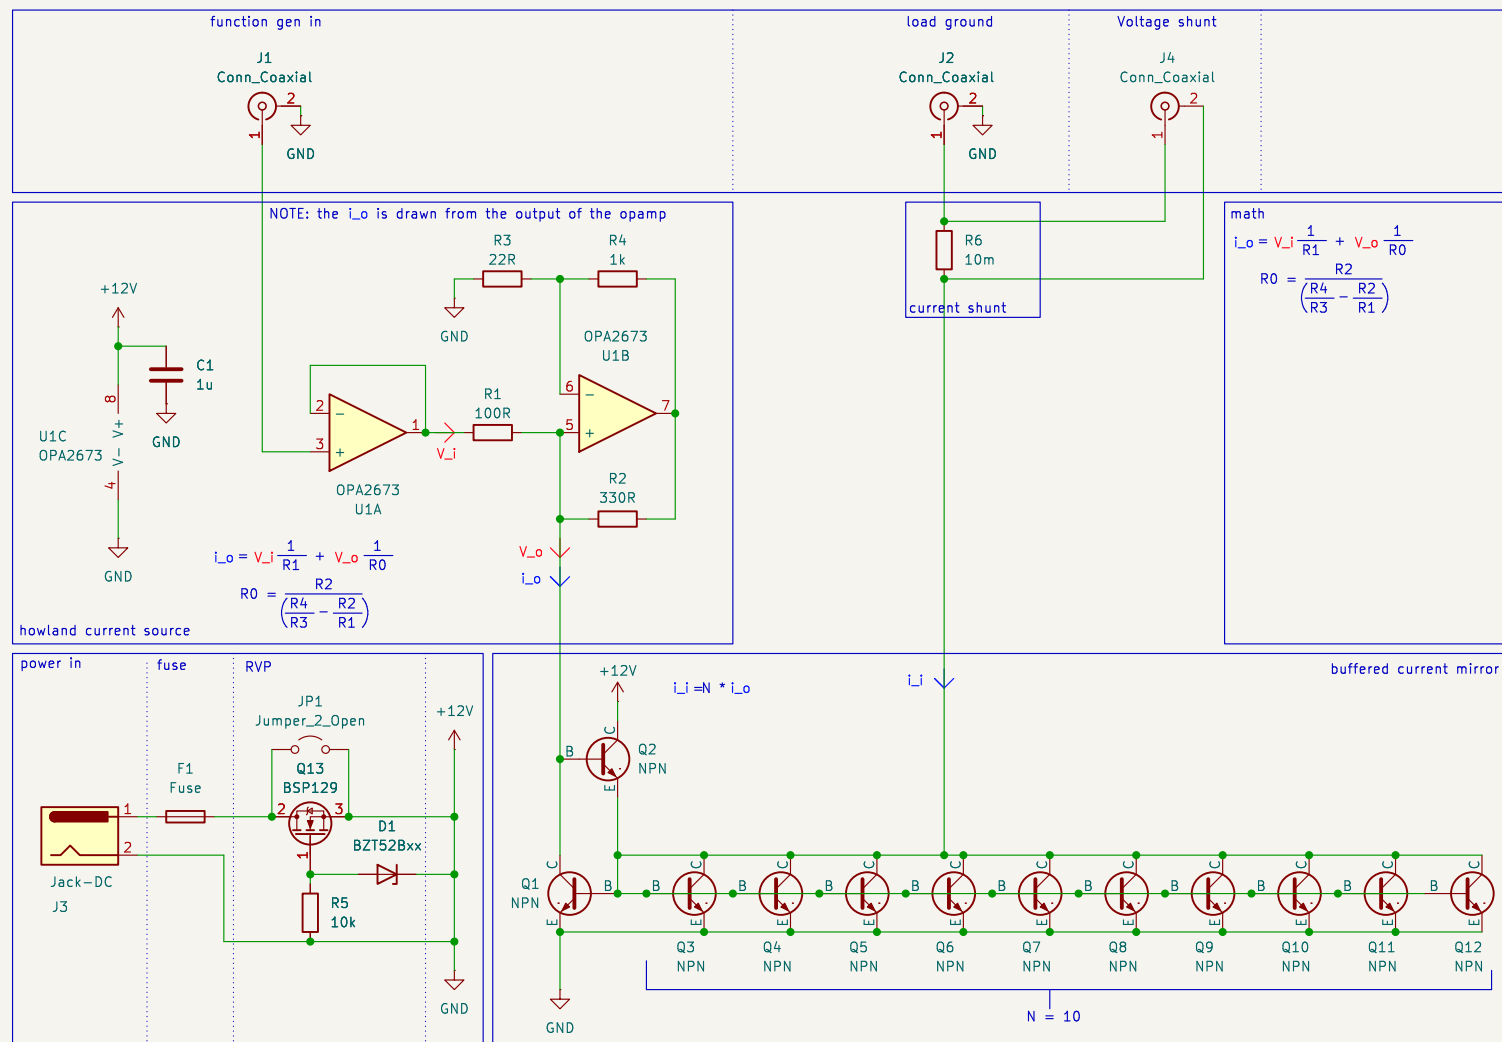 function gen in
load ground
Voltage shunt
J1
Conn_Coaxial
2
1
GND
J2
Conn_Coaxial
2
1
GND
J4
Conn_Coaxial
2
1
NOTE: the i_o is drawn from the output of the opamp
+12V
C1
1u
GND
8
V+
V-
4
U1C
OPA2673
GND
2
3
1
−
+
OPA2673
U1A
V_i
R1
100R
R3
22R
GND
R4
1k
OPA2673
U1B
6
5
7
−
+
R2
330R
V_o
i_o
i_o = V_i 1/R1 + V_o 1/R0
R0 = R2/(R4/R3 − R2/R1)
howland current source
R6
10m
current shunt
math
i_o = V_i 1/R1 + V_o 1/R0
R0 = R2/(R4/R3 − R2/R1)
power in
fuse
RVP
JP1
Jumper_2_Open
+12V
F1
Fuse
Q13
BSP129
2
3
1
D1
BZT52Bxx
1
2
Jack-DC
J3
R5
10k
GND
buffered current mirror
i_i =N * i_o
i_i
+12V
C
B
E
Q2
NPN
Q1
NPN
C
B
E
B
C
E
B
C
E
B
C
E
B
C
E
B
C
E
B
C
E
B
C
E
B
C
E
B
C
E
B
C
E
Q3
NPN
Q4
NPN
Q5
NPN
Q6
NPN
Q7
NPN
Q8
NPN
Q9
NPN
Q10
NPN
Q11
NPN
Q12
NPN
N = 10
GND